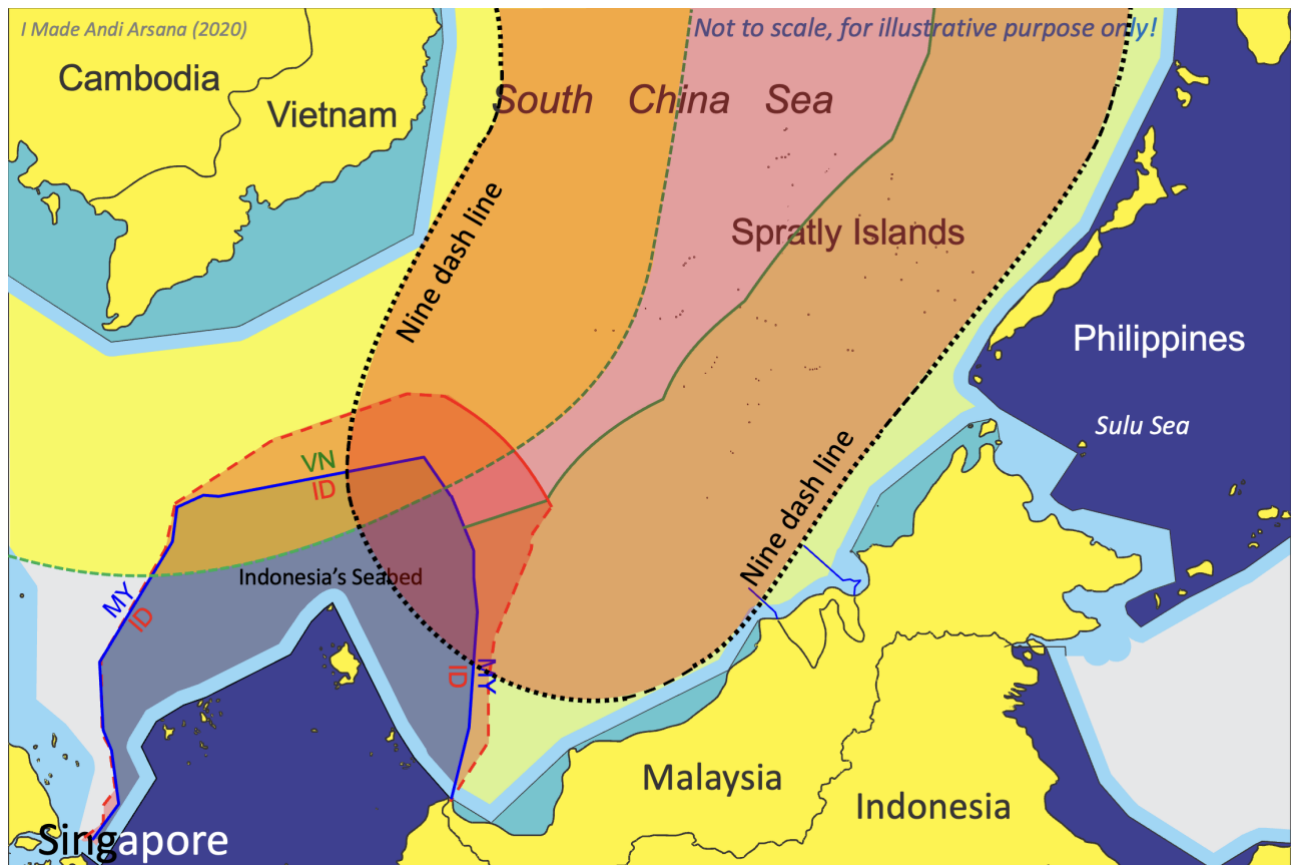 I Made Andi Arsana (2020)
Not to scale, for illustrative purpose only!
Cambodia
Vietnam
South China Sea
Nine dash line
Spratly Islands
Philippines
Sulu Sea
VN
ID
Nine dash line
Indonesia's Seabed
MY
ID
MY
ID
Malaysia
Indonesia
Singapore